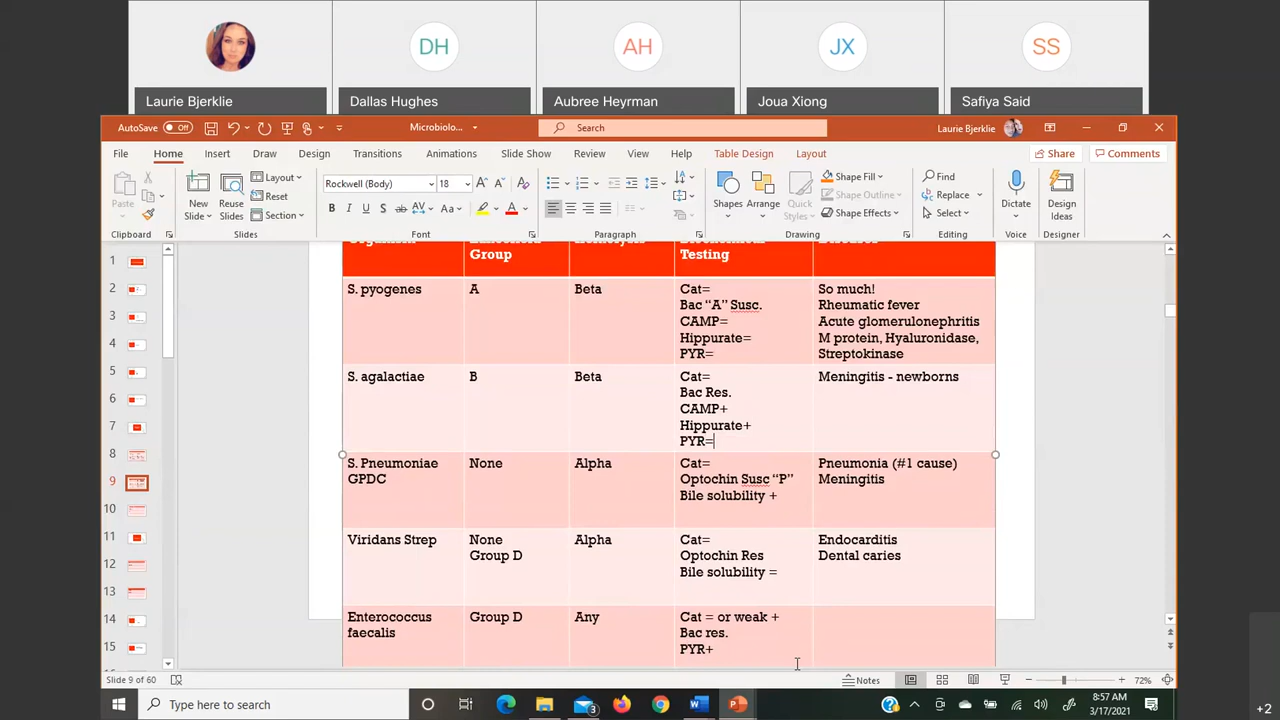 DH
AH
JX
SS
Laurie Bjerklie
Dallas Hughes
Aubree Heyrman
Joua Xiong
Safiya Said
AutoSave Off
Microbiolo...
Search
Laurie Bjerklie
File Home Insert Draw Design Transitions Animations Slide Show Review View Help Table Design Layout
Share Comments
Paste
New Slide
Reuse Slides
Layout
Reset
Section
Rockwell (Body) 18
Shapes Arrange Quick Styles
Shape Fill
Shape Outline
Shape Effects
Find
Replace
Select
Dictate
Design Ideas
Clipboard Slides Font Paragraph Drawing Editing Voice Designer
1
2
3
4
5
6
7
8
9
10
11
12
13
14
15
Group
Testing
S. pyogenes
A
Beta
Cat=
Bac “A” Susc.
CAMP=
Hippurate=
PYR=
So much!
Rheumatic fever
Acute glomerulonephritis
M protein, Hyaluronidase,
Streptokinase
S. agalactiae
B
Beta
Cat=
Bac Res.
CAMP+
Hippurate+
PYR=
Meningitis - newborns
S. Pneumoniae
GPDC
None
Alpha
Cat=
Optochin Susc “P”
Bile solubility +
Pneumonia (#1 cause)
Meningitis
Viridans Strep
None
Group D
Alpha
Cat=
Optochin Res
Bile solubility =
Endocarditis
Dental caries
Enterococcus
faecalis
Group D
Any
Cat = or weak +
Bac res.
PYR+
Slide 9 of 60
Notes
72%
Type here to search
3
8:57 AM
3/17/2021
+2